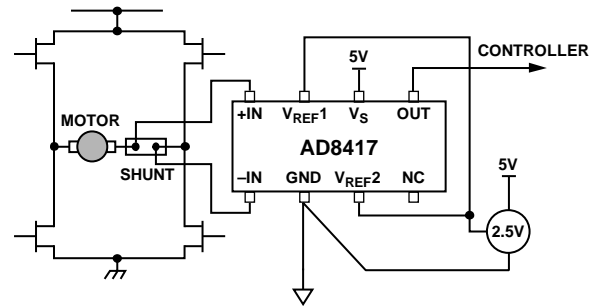 5V
CONTROLLER
+IN
VREF1
VS
OUT
MOTOR
AD8417
SHUNT
–IN
GND
VREF2
NC
5V
2.5V